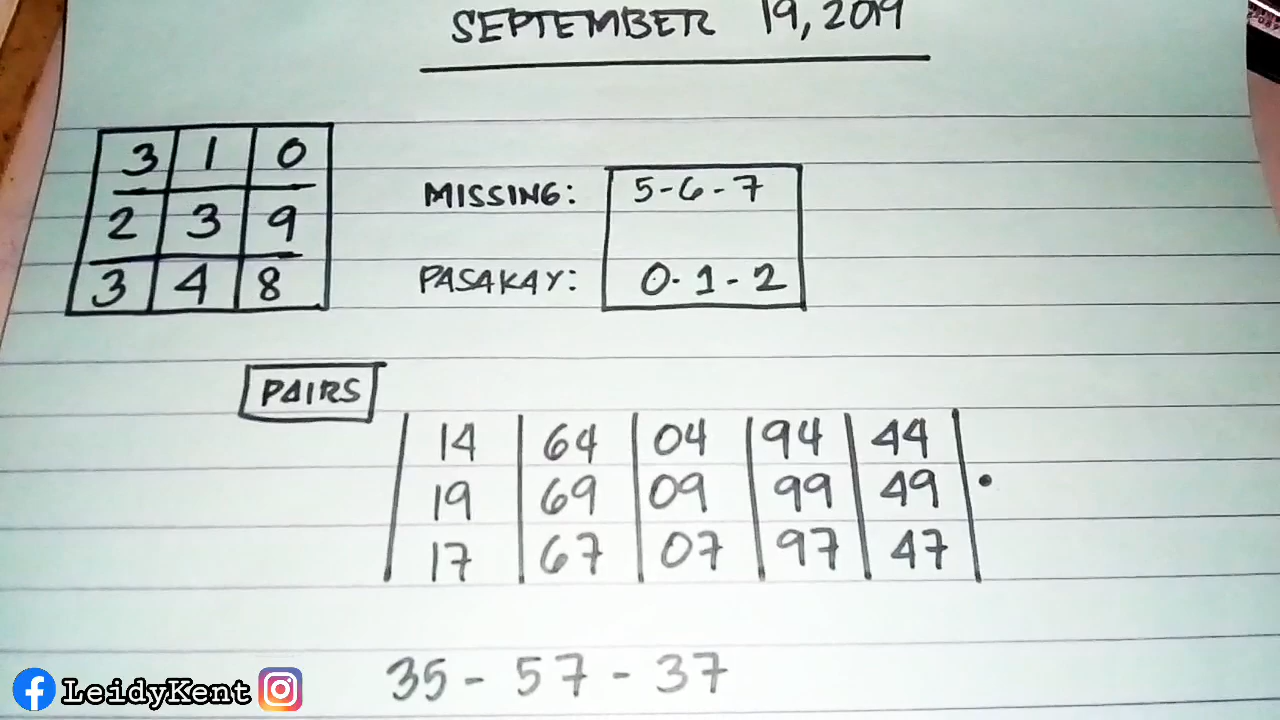 SEPTEMBER 19, 2019
3 1 0
2 3 9
3 4 8
MISSING: 5-6-7
PASAKAY: 0-1-2
PAIRS
14 64 04 94 44
19 69 09 99 49
17 67 07 97 47
35 - 57 - 37
LeidyKent